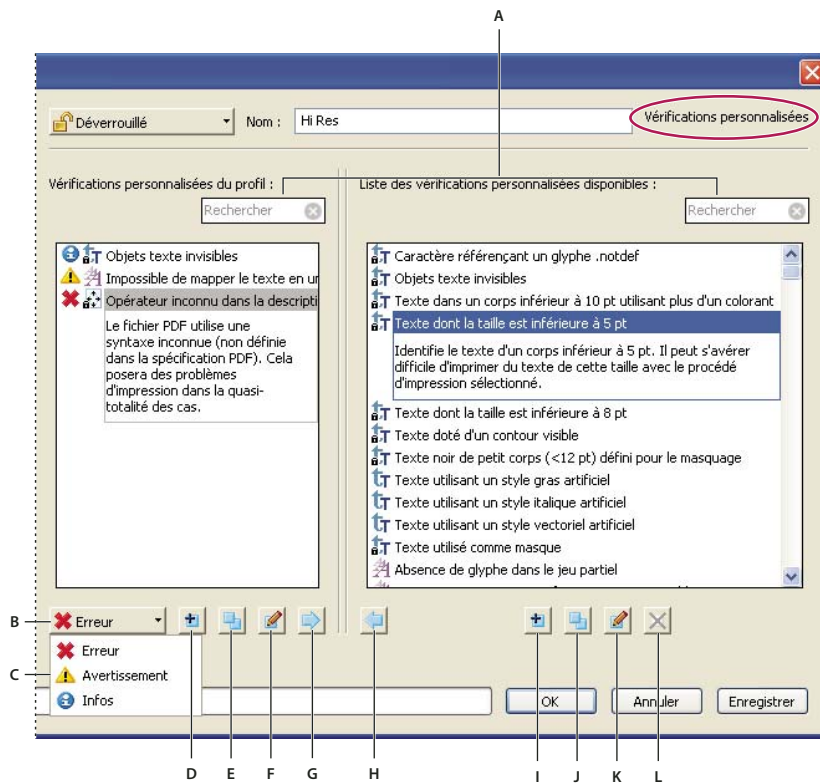 A
Déverrouillé
Nom :
Hi Res
Vérifications personnalisées
Vérifications personnalisées du profil :
Rechercher
Objets texte invisibles
Impossible de mapper le texte en
Opérateur inconnu dans la descripti
Le fichier PDF utilise une
syntaxe inconnue (non définie
dans la spécification PDF). Cela
posera des problèmes
d'impression dans la quasi-
totalité des cas.
Liste des vérifications personnalisées disponibles :
Rechercher
Caractère référençant un glyphe .notdef
Objets texte invisibles
Texte dans un corps inférieur à 10 pt utilisant plus d'un colorant
Texte dont la taille est inférieure à 5 pt
Identifie le texte d'un corps inférieur à 5 pt. Il peut s'avérer
difficile d'imprimer du texte de cette taille avec le procédé
d'impression sélectionné.
Texte dont la taille est inférieure à 8 pt
Texte doté d'un contour visible
Texte noir de petit corps (<12 pt) défini pour le masquage
Texte utilisant un style gras artificiel
Texte utilisant un style italique artificiel
Texte utilisant un style vectoriel artificiel
Texte utilisé comme masque
Absence de glyphe dans le jeu partiel
B
Erreur
Erreur
C
Avertissement
Infos
OK
Annuler
Enregistrer
D
E
F
G
H
I
J
K
L